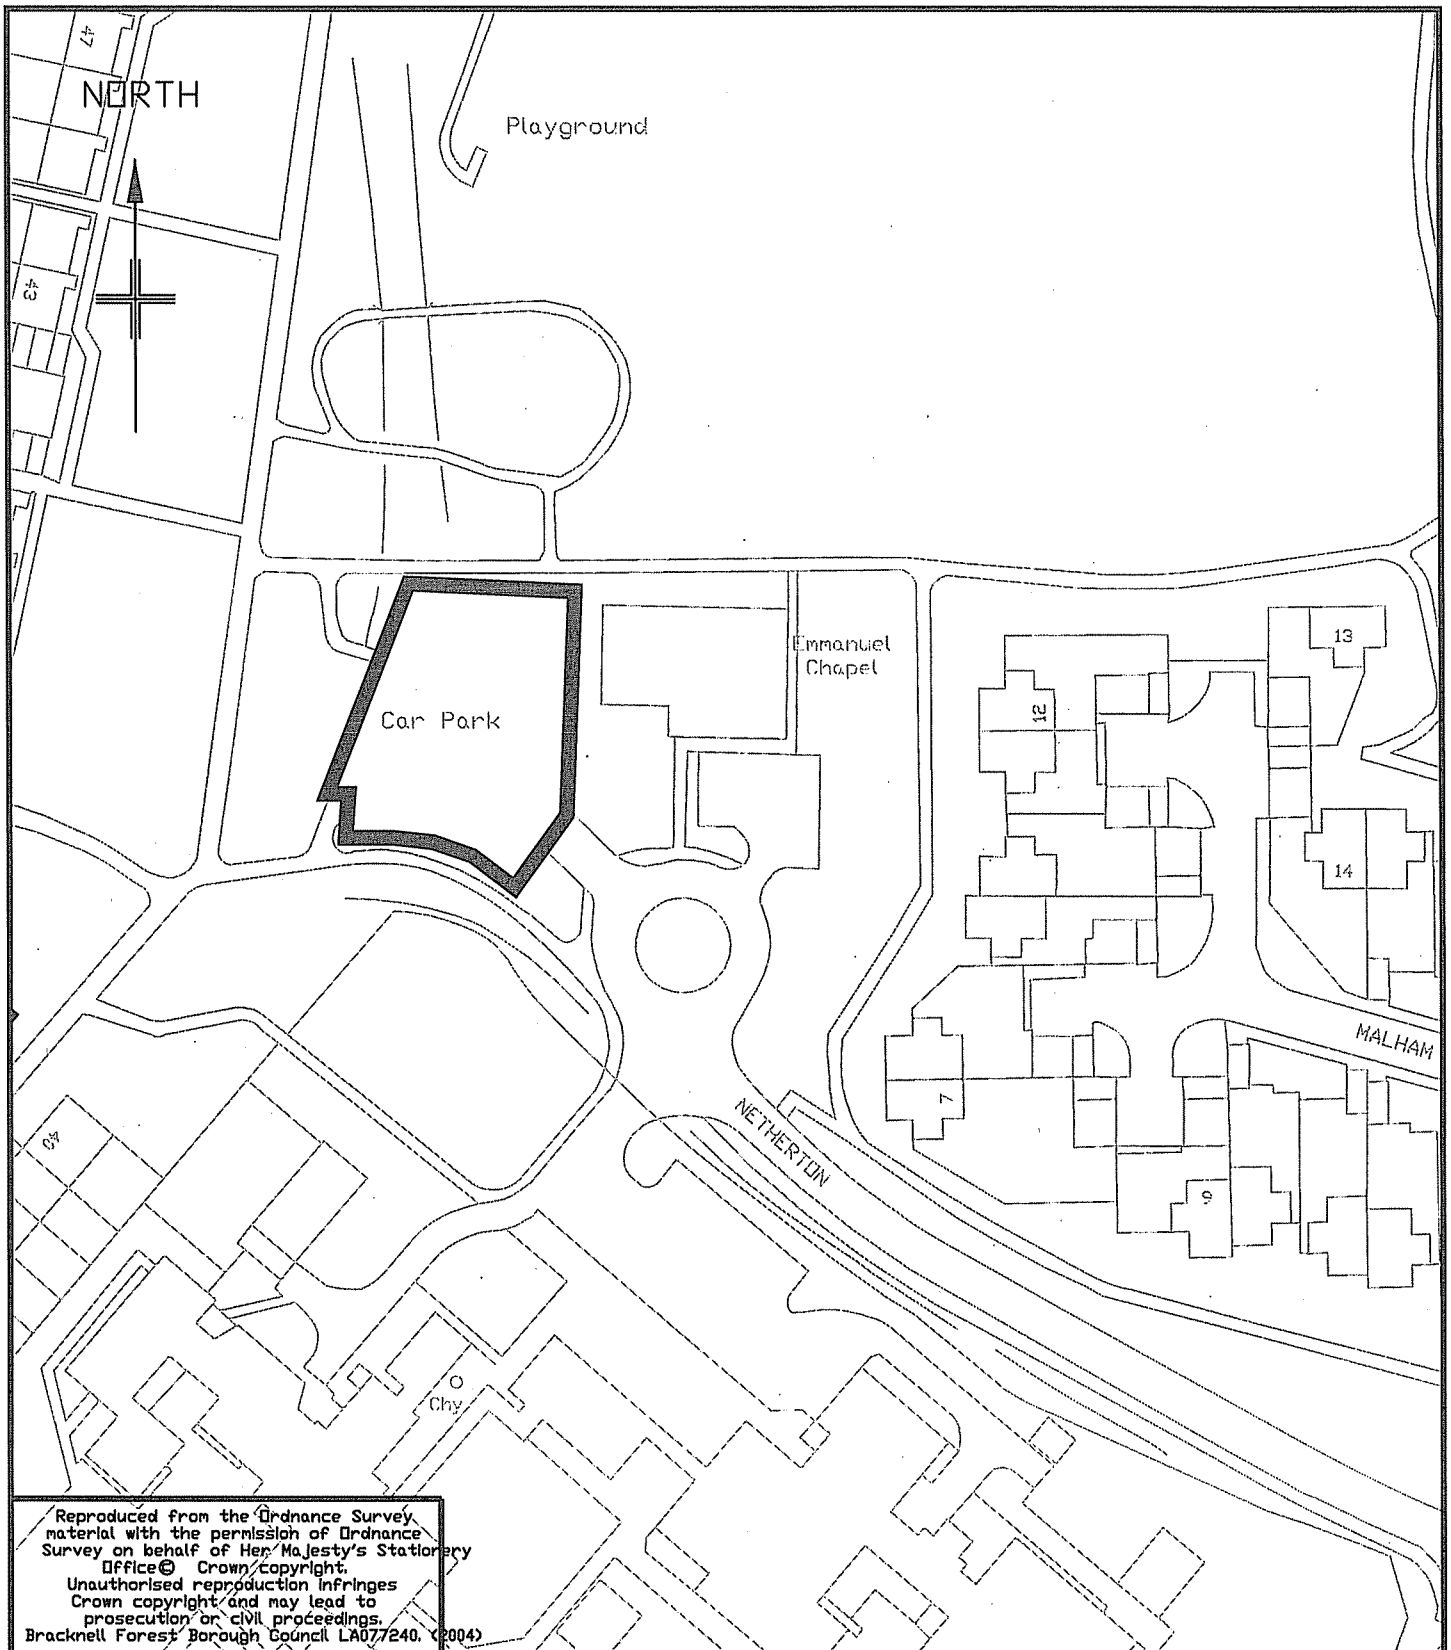 47
NORTH
Playground
43
Emmanuel
Chapel
13
12
Car Park
14
MALHAM
7
NETHERTON
40
9
Chy
Reproduced from the Ordnance Survey
material with the permission of Ordnance
Survey on behalf of Her Majesty's Stationery
Office© Crown copyright.
Unauthorised reproduction infringes
Crown copyright and may lead to
prosecution or civil proceedings.
Bracknell Forest Borough Council LA077240. (2004)